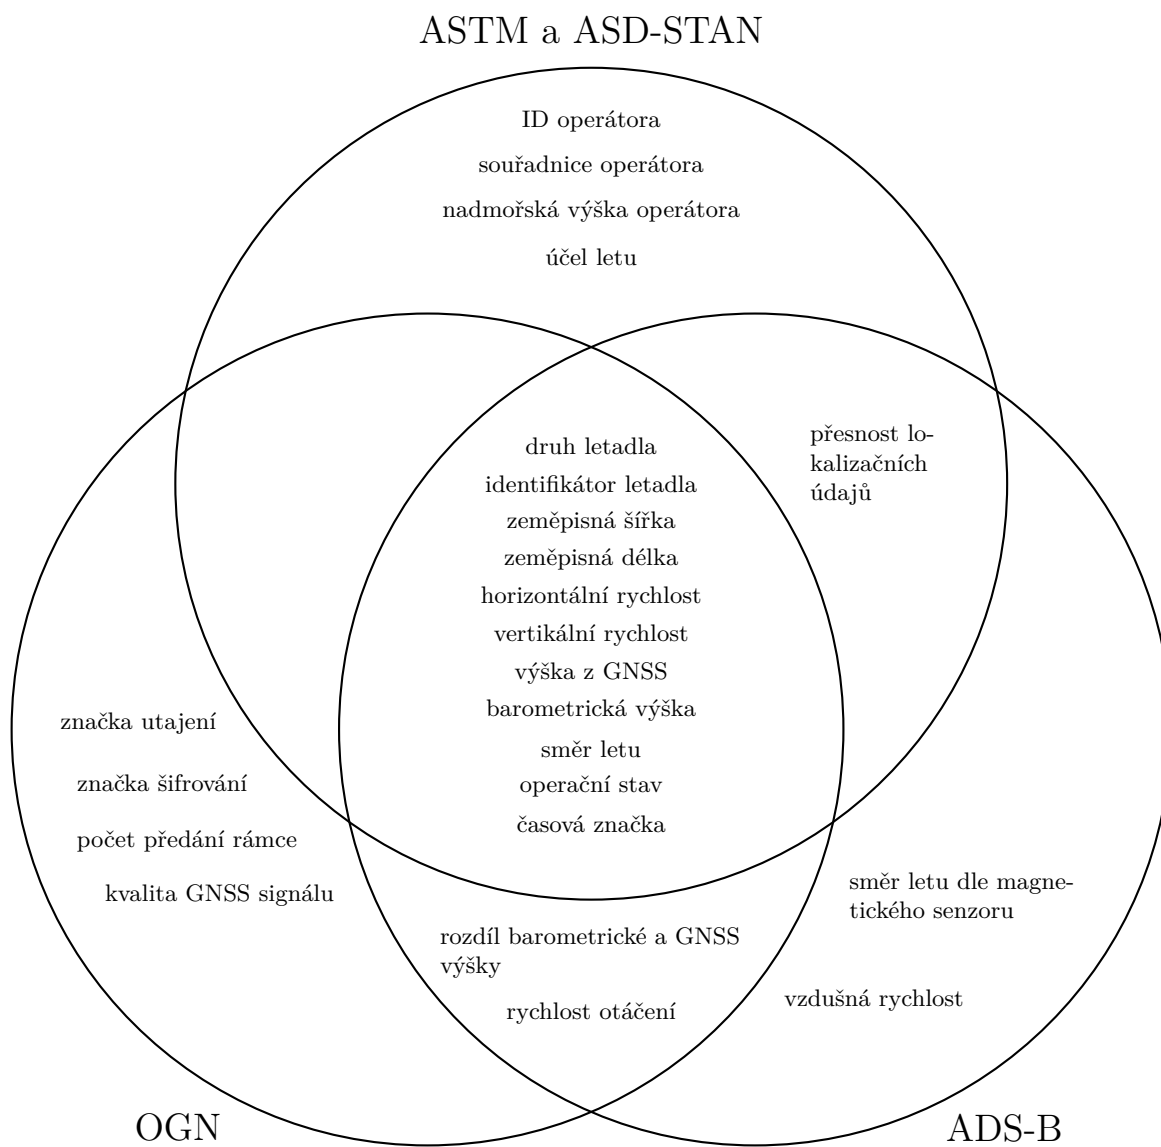 ASTM a ASD-STAN
ID operátora
souřadnice operátora
nadmořská výška operátora
účel letu
přesnost lo-
kalizačních
údajů
druh letadla
identifikátor letadla
zeměpisná šířka
zeměpisná délka
horizontální rychlost
vertikální rychlost
výška z GNSS
barometrická výška
směr letu
operační stav
časová značka
značka utajení
značka šifrování
počet předání rámce
kvalita GNSS signálu
směr letu dle magne-
tického senzoru
rozdíl barometrické a GNSS
výšky
rychlost otáčení
vzdušná rychlost
OGN
ADS-B